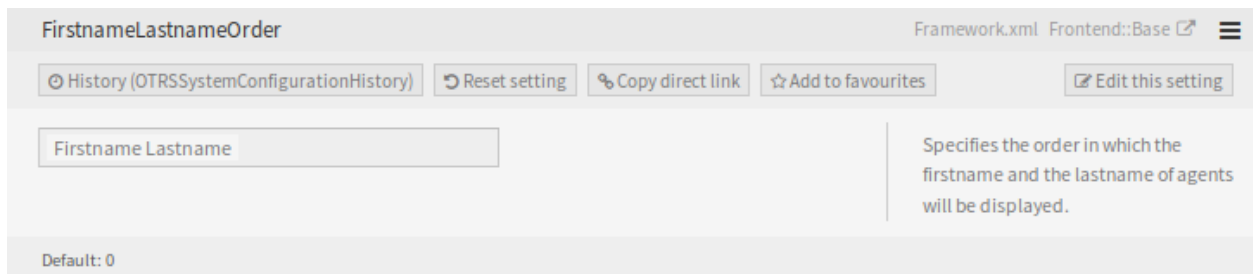 FirstnameLastnameOrder Framework.xml Frontend::Base
History (OTRSSystemConfigurationHistory) Reset setting Copy direct link Add to favourites Edit this setting
Firstname Lastname
Specifies the order in which the
firstname and the lastname of agents
will be displayed.
Default: 0